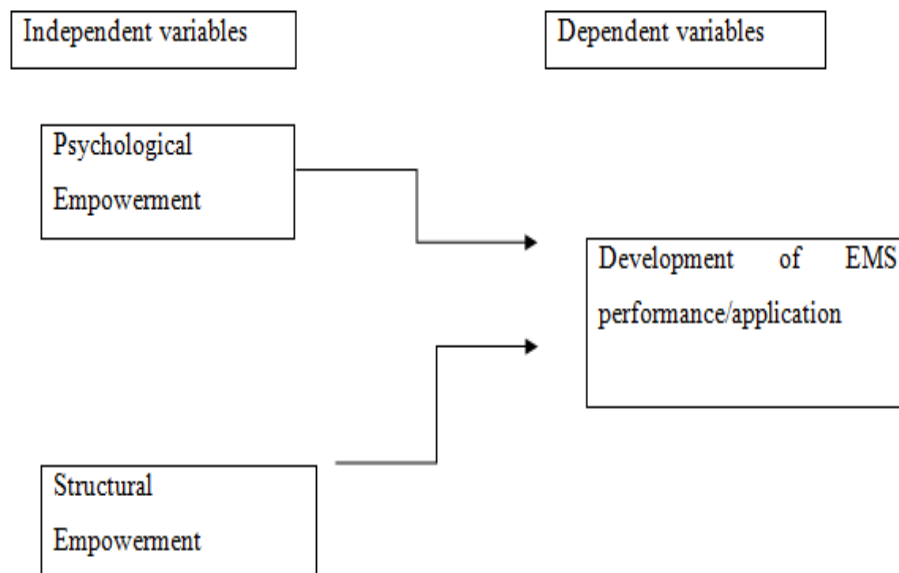 Independent variables
Dependent variables
Psychological
Empowerment
Development of EMS
performance/application
Structural
Empowerment